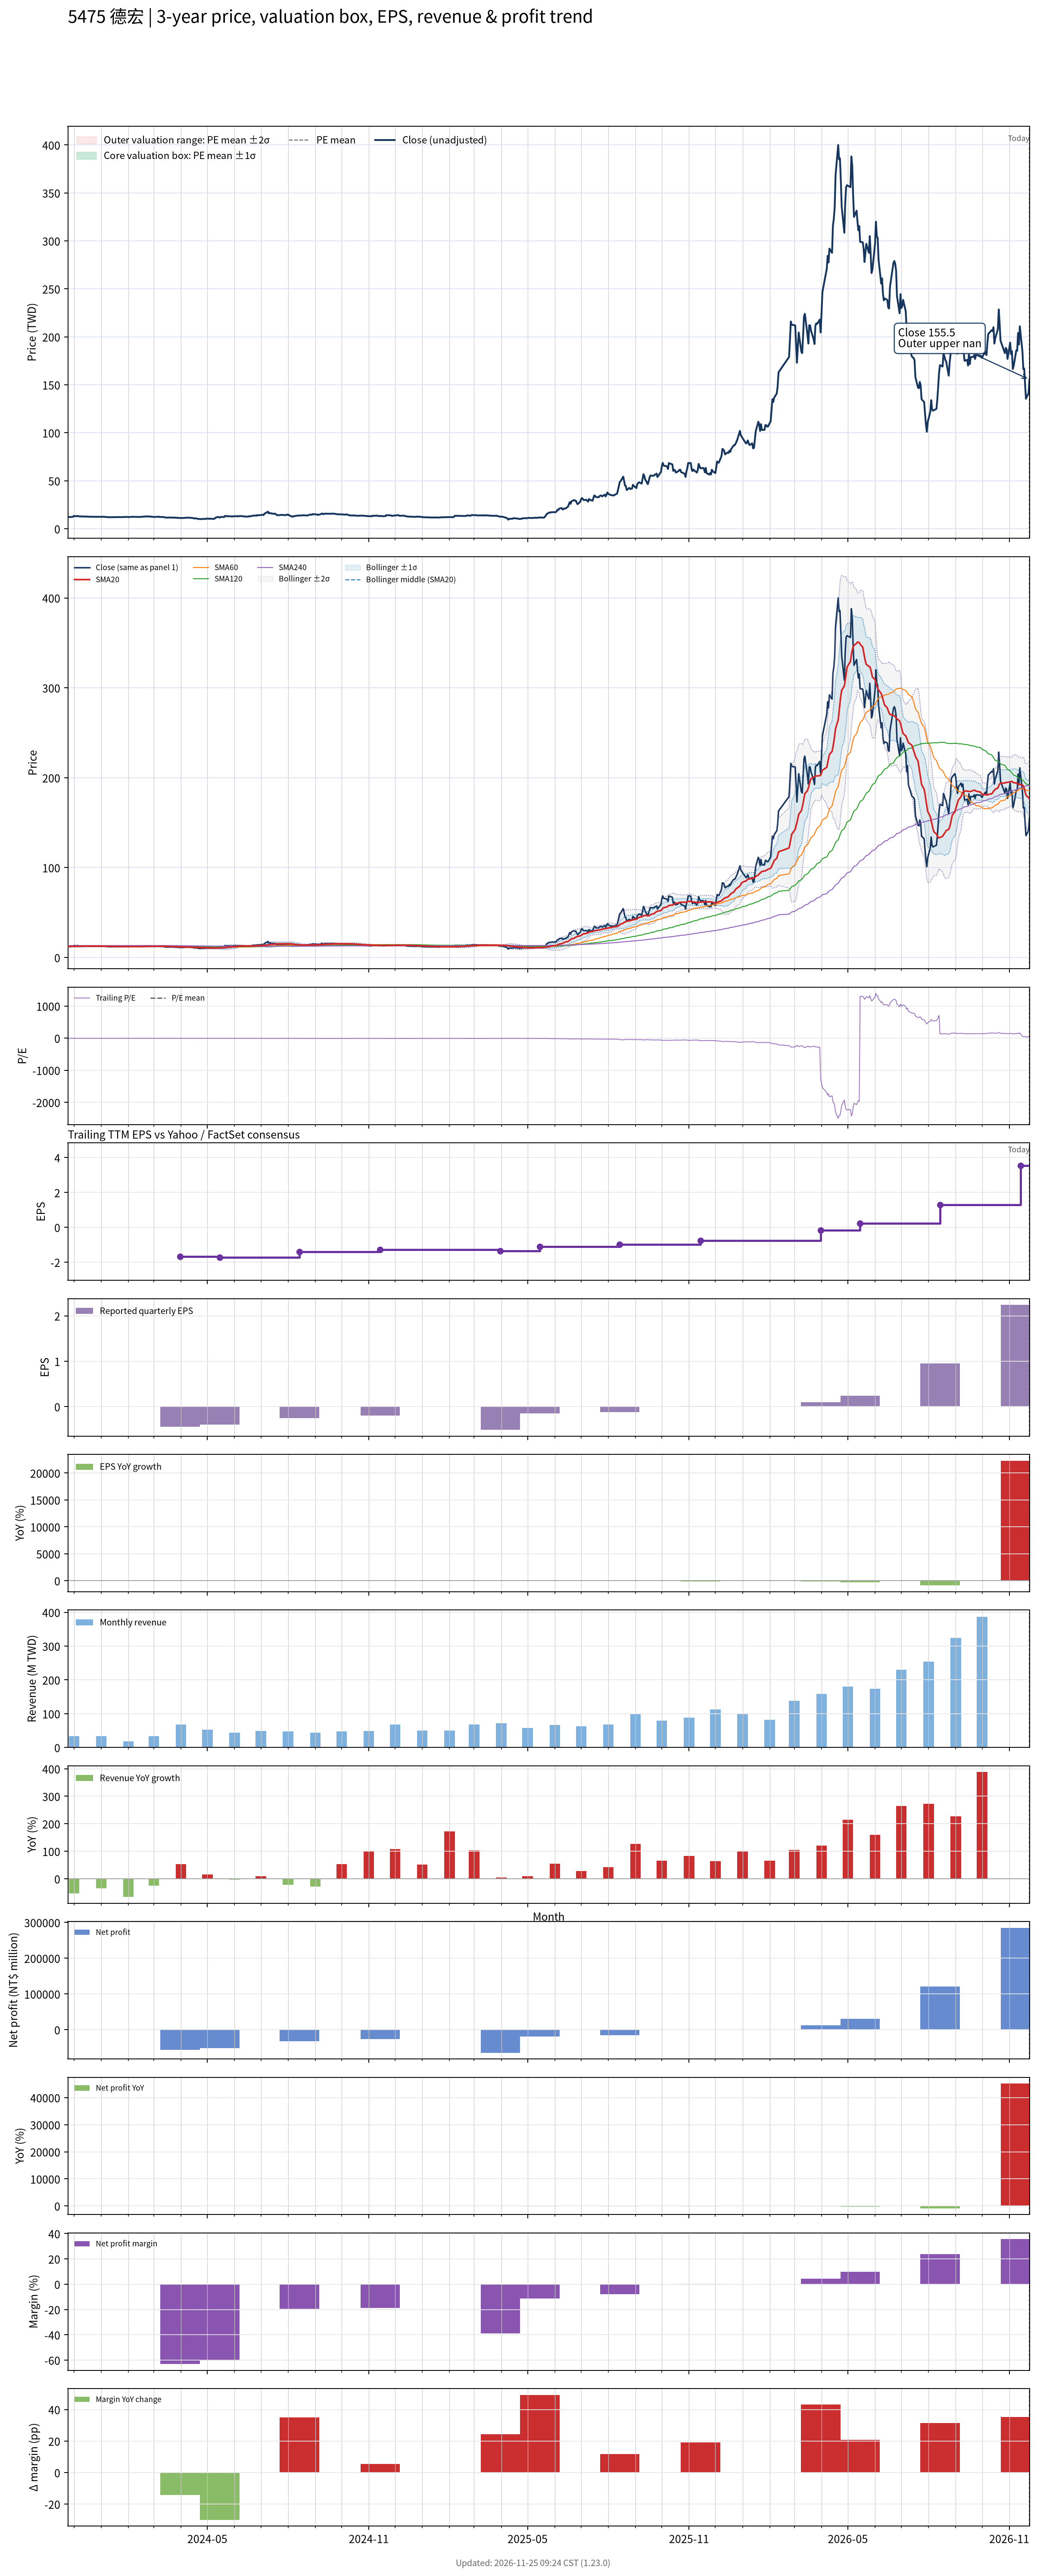 5475 德宏 | 3-year price, valuation box, EPS, revenue & profit trend
Outer valuation range: PE mean ±2σ
PE mean
Close (unadjusted)
Core valuation box: PE mean ±1σ
Today
400
350
300
250
200
150
100
50
0
Price (TWD)
Close 155.5
Outer upper nan
Close (same as panel 1)
SMA20
SMA60
SMA120
SMA240
Bollinger ±2σ
Bollinger ±1σ
Bollinger middle (SMA20)
400
300
200
100
0
Price
Trailing P/E
P/E mean
1000
0
-1000
-2000
P/E
Trailing TTM EPS vs Yahoo / FactSet consensus
Today
4
2
0
-2
EPS
Reported quarterly EPS
2
1
0
EPS
EPS YoY growth
20000
15000
10000
5000
0
YoY (%)
Monthly revenue
400
300
200
100
0
Revenue (M TWD)
Revenue YoY growth
400
300
200
100
0
YoY (%)
Month
Net profit
300000
200000
100000
0
Net profit (NT$ million)
Net profit YoY
40000
30000
20000
10000
0
YoY (%)
Net profit margin
40
20
0
-20
-40
-60
Margin (%)
Margin YoY change
40
20
0
-20
Δ margin (pp)
2024-05
2024-11
2025-05
2025-11
2026-05
2026-11
Updated: 2026-11-25 09:24 CST (1.23.0)